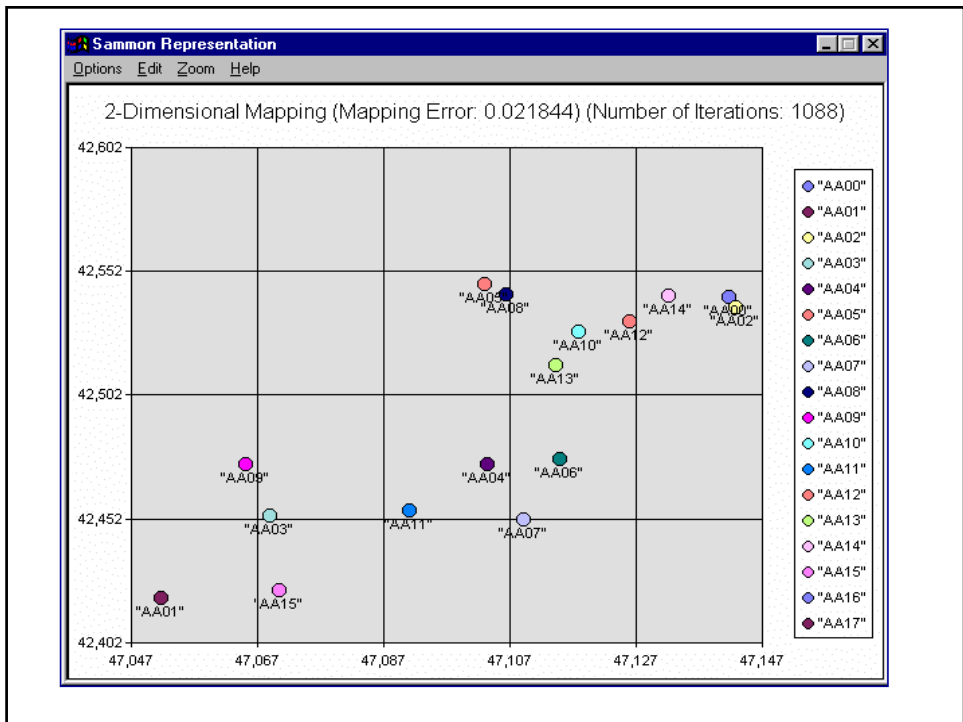 Sammon Representation
Options Edit Zoom Help
2-Dimensional Mapping (Mapping Error: 0.021844) (Number of Iterations: 1088)
42,602
42,552
42,502
42,452
42,402
47,047 47,067 47,087 47,107 47,127 47,147
"AA05"
"AA08"
"AA14"
"AA00"
"AA02"
"AA12"
"AA10"
"AA13"
"AA09"
"AA04"
"AA06"
"AA03"
"AA11"
"AA07"
"AA01"
"AA15"
"AA00"
"AA01"
"AA02"
"AA03"
"AA04"
"AA05"
"AA06"
"AA07"
"AA08"
"AA09"
"AA10"
"AA11"
"AA12"
"AA13"
"AA14"
"AA15"
"AA16"
"AA17"